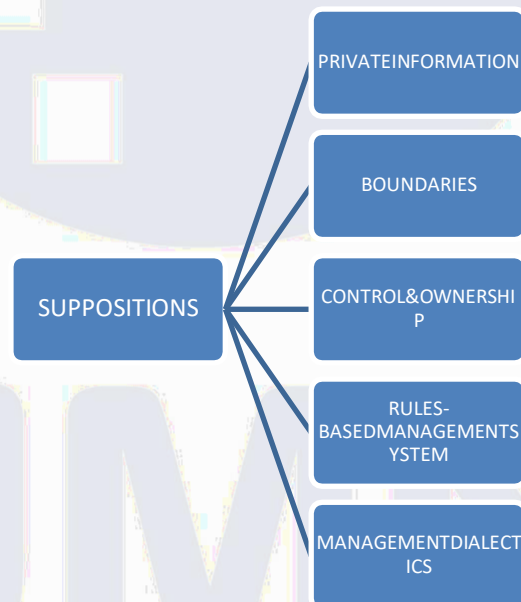 PRIVATEINFORMATION
BOUNDARIES
SUPPOSITIONS
CONTROL&OWNERSHI
P
RULES-
BASEDMANAGEMENTS
YSTEM
MANAGEMENTDIALECT
ICS